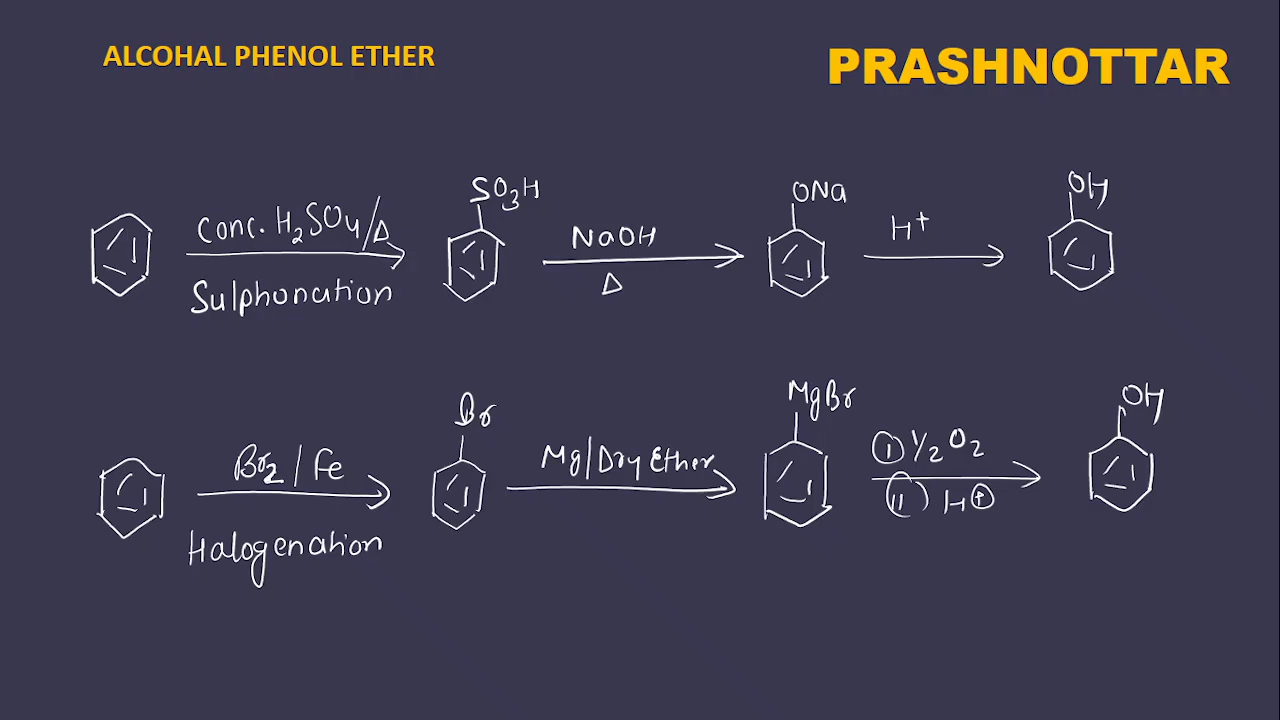 ALCOHAL PHENOL ETHER
PRASHNOTTAR
SO3H
ONa
OH
Conc. H2SO4/Δ
NaOH
H+
Sulphonation
Δ
Br
MgBr
OH
Br2/Fe
Mg/Dry Ether
(i) 1/2 O2
(ii) H⊕
Halogenation